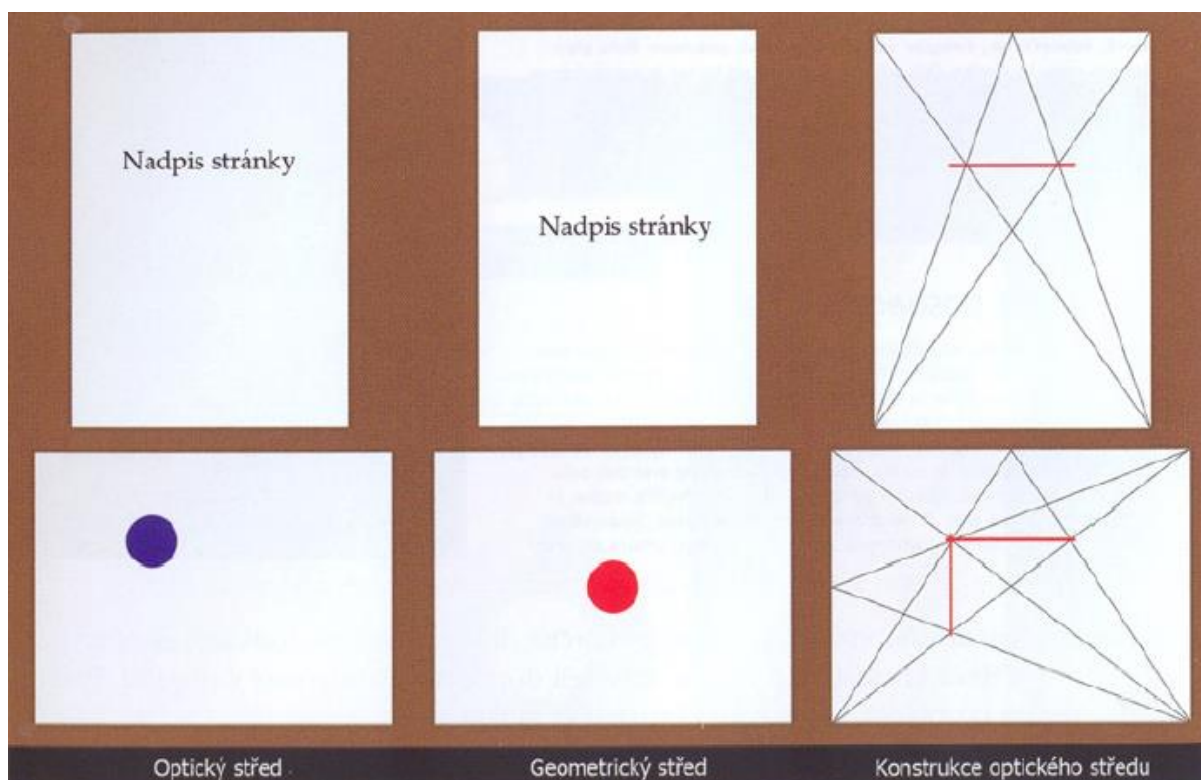 Nadpis stránky
Nadpis stránky
Optický střed
Geometrický střed
Konstrukce optického středu